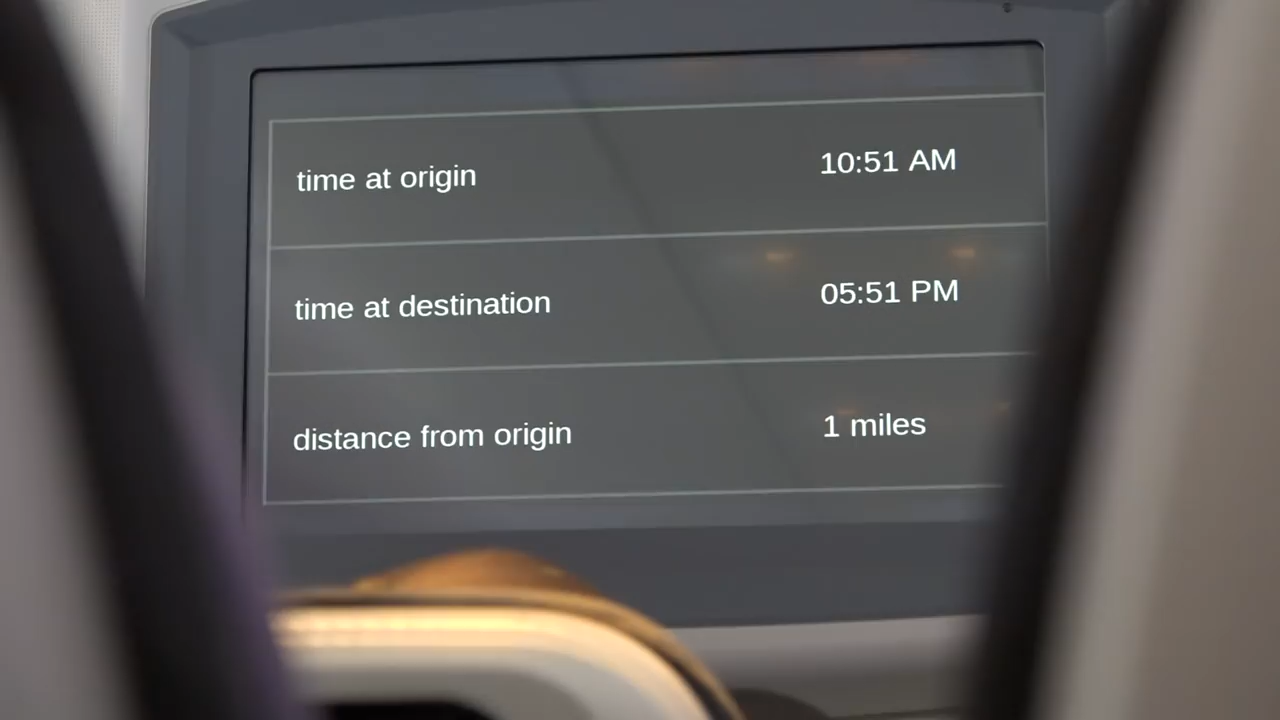 time at origin 10:51 AM
time at destination 05:51 PM
distance from origin 1 miles